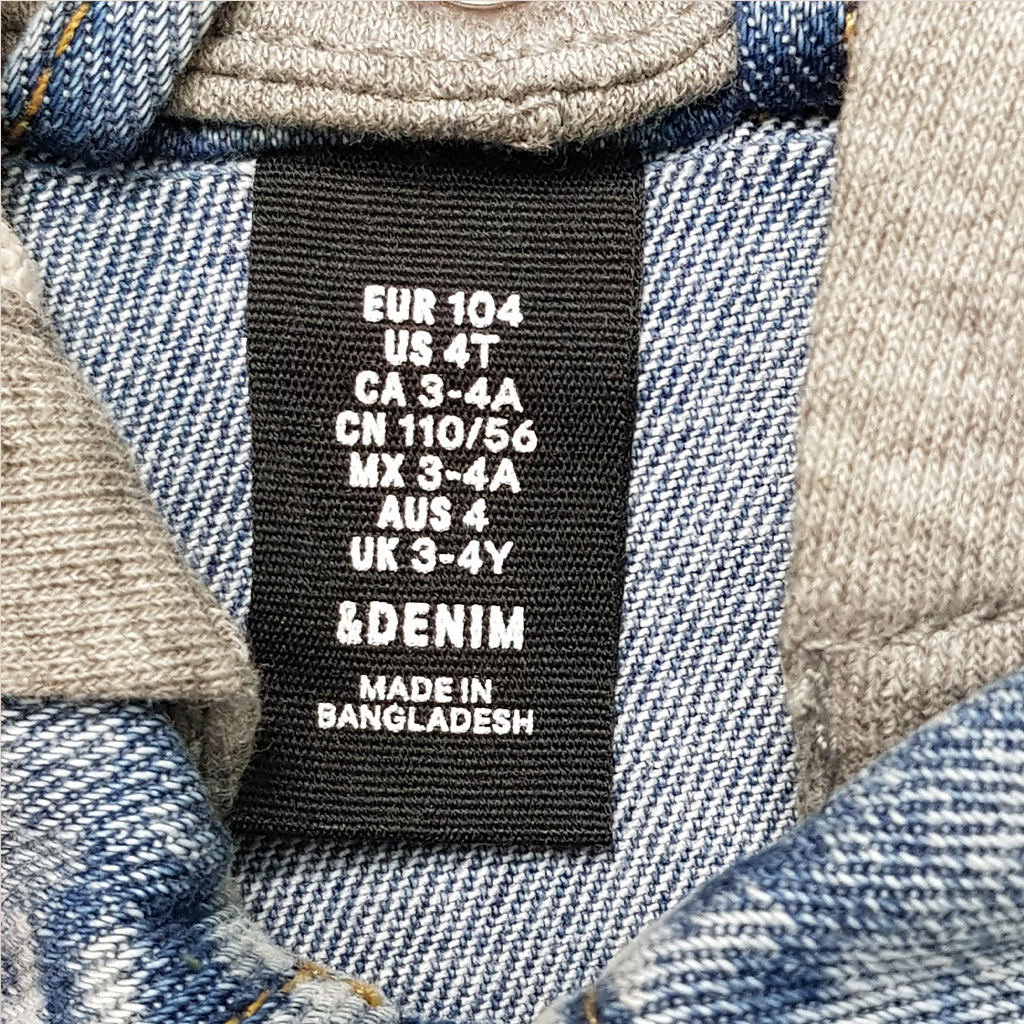 EUR 104
US 4T
CA 3-4A
CN 110/56
MX 3-4A
AUS 4
UK 3-4Y
&DENIM
MADE IN
BANGLADESH